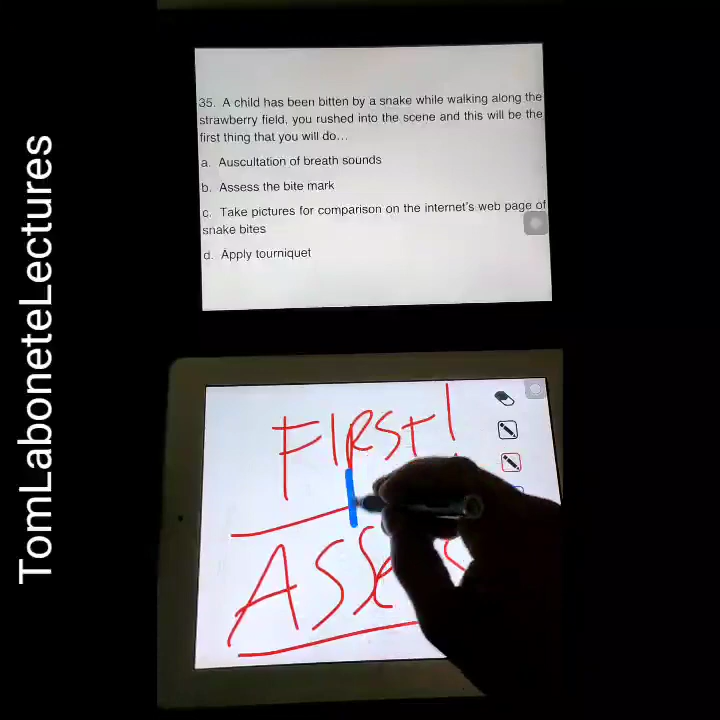 TomLaboneteLectures
35. A child has been bitten by a snake while walking along the
strawberry field, you rushed into the scene and this will be the
first thing that you will do...
a. Auscultation of breath sounds
b. Assess the bite mark
c. Take pictures for comparison on the internet's web page of
snake bites
d. Apply tourniquet
FIRST!